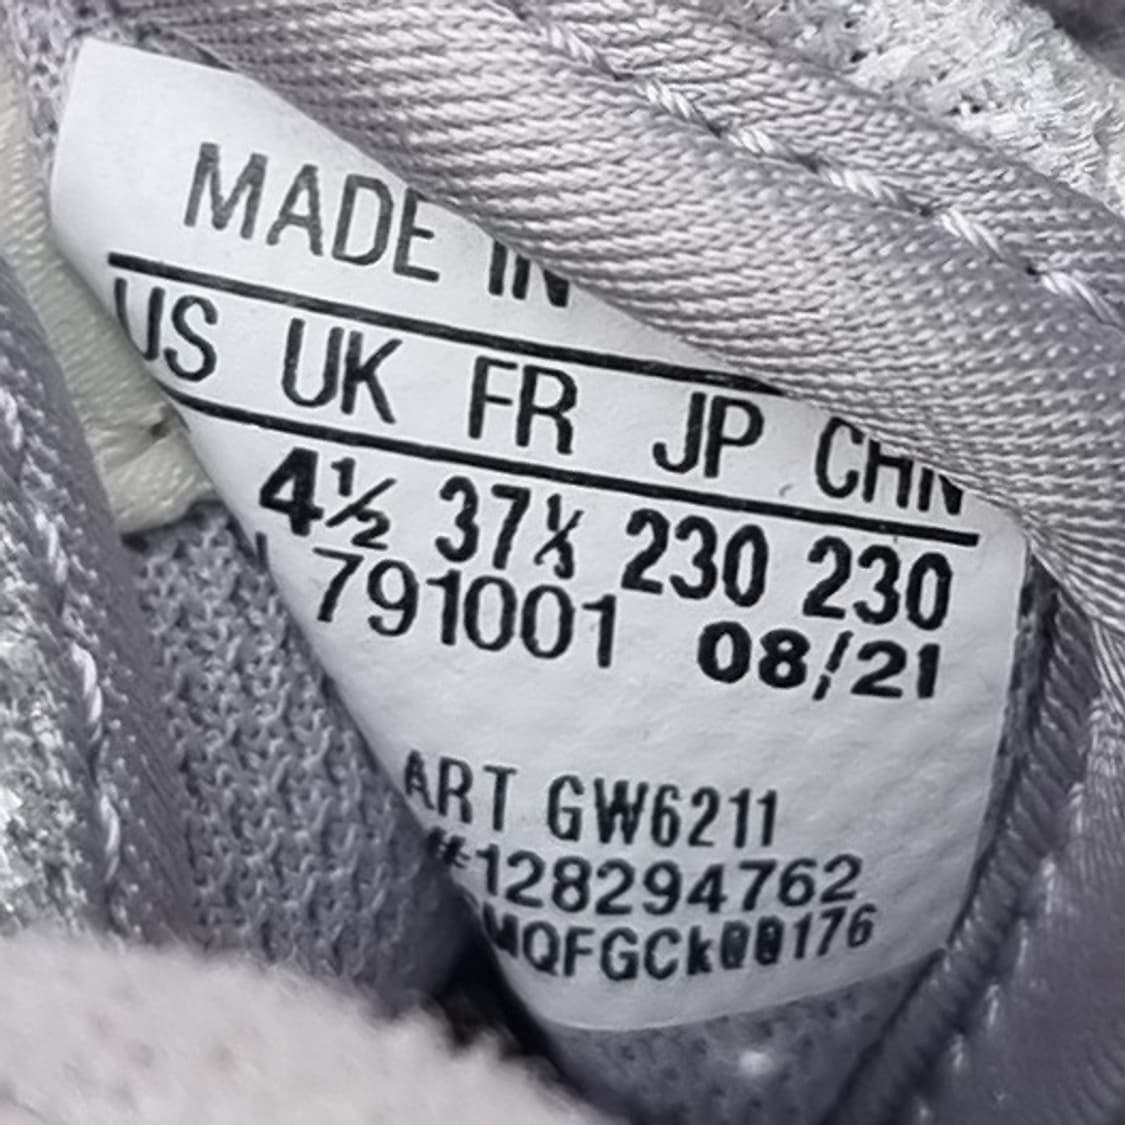 MADE IN
US UK FR JP CHN
4½ 37⅓ 230 230
791001 08/21
ART GW6211
#128294762
MQFGCk00176